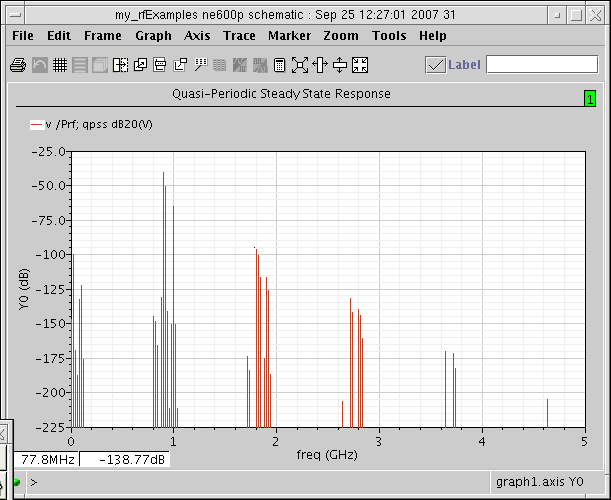 my_rfExamples ne600p schematic : Sep 25 12:27:01 2007 31
File Edit Frame Graph Axis Trace Marker Zoom Tools Help
Label
Quasi-Periodic Steady State Response
1
v /Prf; qpss dB20(V)
-25.0
-50.0
-75.0
-100
-125
-150
-175
-200
-225
Y0 (dB)
0 1 2 3 4 5
freq (GHz)
77.8MHz -138.77dB
> graph1.axis Y0